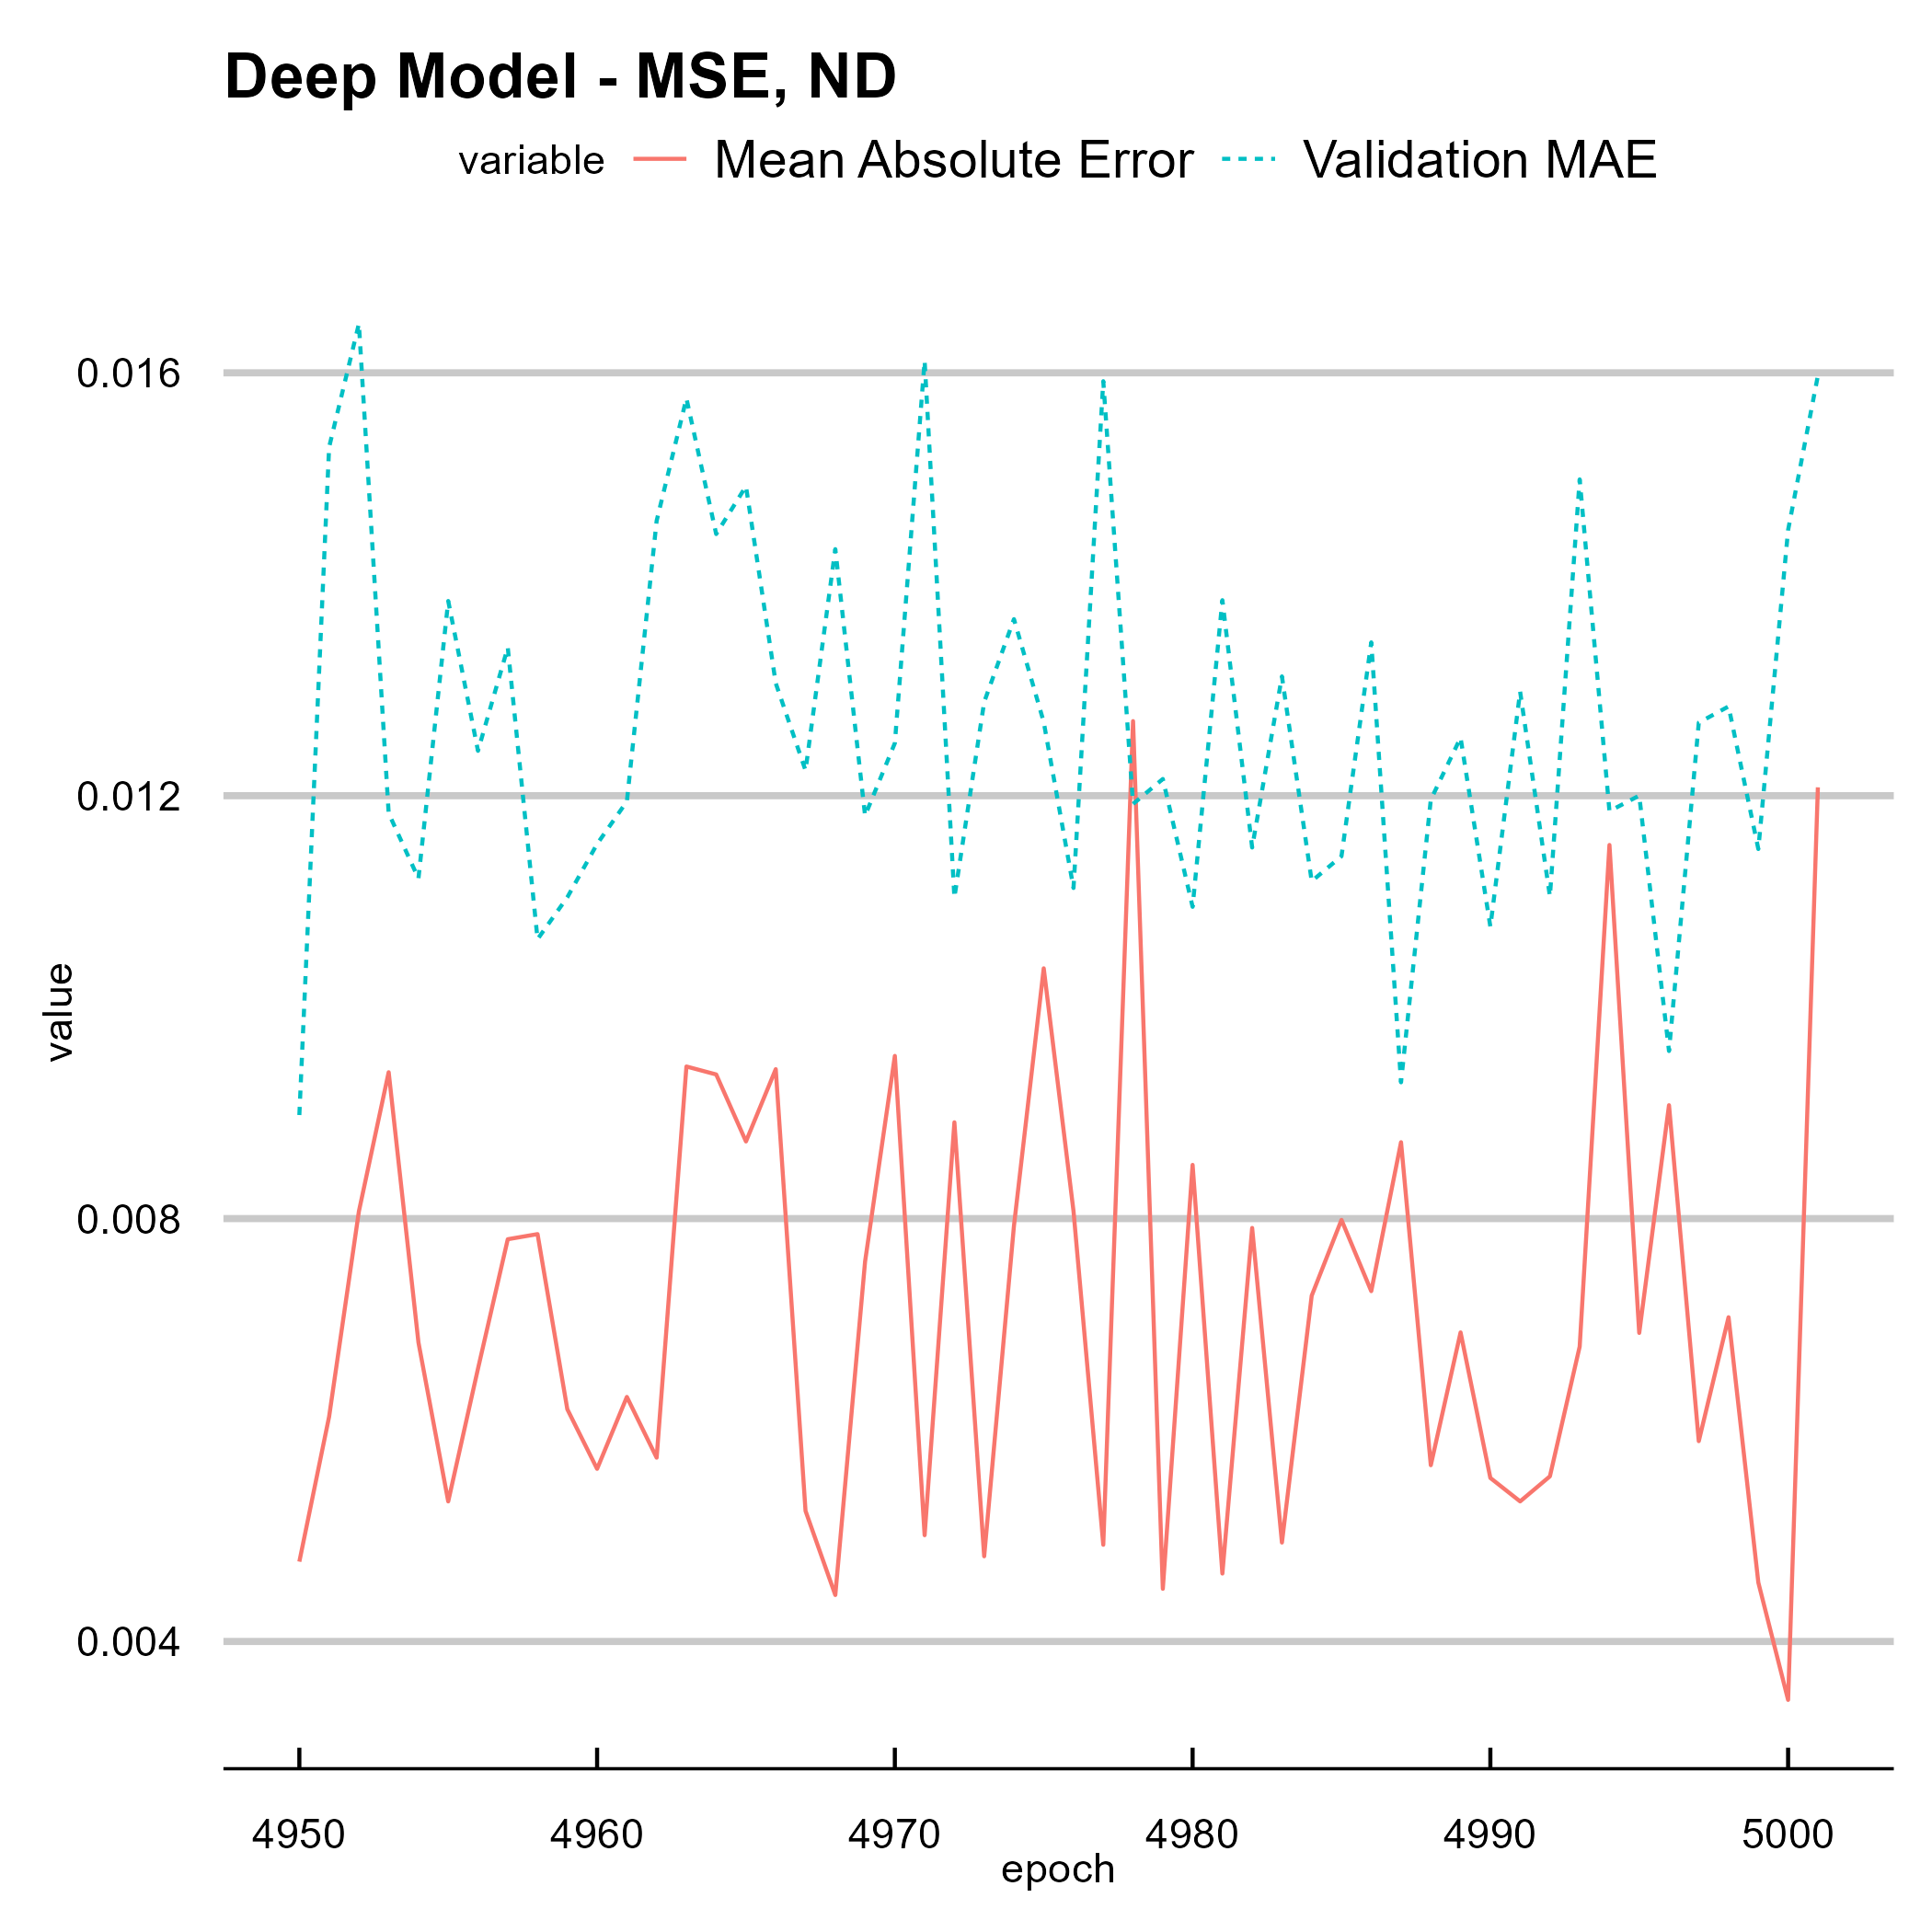 Deep Model - MSE, ND
variable Mean Absolute Error Validation MAE
0.016
0.012
0.008
0.004
value
4950 4960 4970 4980 4990 5000
epoch